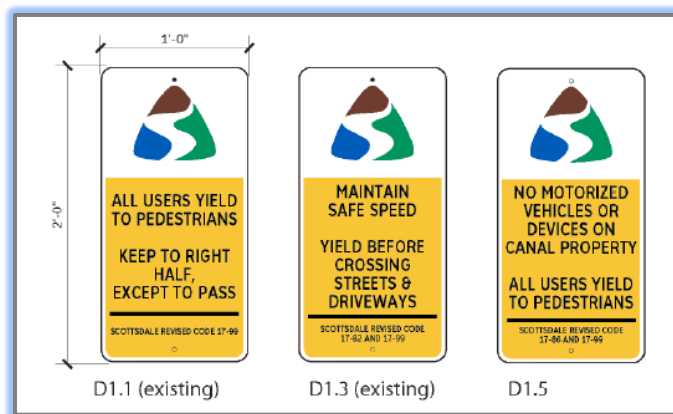 1'-0"
2'-0"
ALL USERS YIELD
TO PEDESTRIANS
KEEP TO RIGHT
HALF,
EXCEPT TO PASS
SCOTTSDALE REVISED CODE 17-99
D1.1 (existing)
MAINTAIN
SAFE SPEED
YIELD BEFORE
CROSSING
STREETS &
DRIVEWAYS
SCOTTSDALE REVISED CODE
17-82 AND 17-99
D1.3 (existing)
NO MOTORIZED
VEHICLES OR
DEVICES ON
CANAL PROPERTY
ALL USERS YIELD
TO PEDESTRIANS
SCOTTSDALE REVISED CODE
17-86 AND 17-99
D1.5